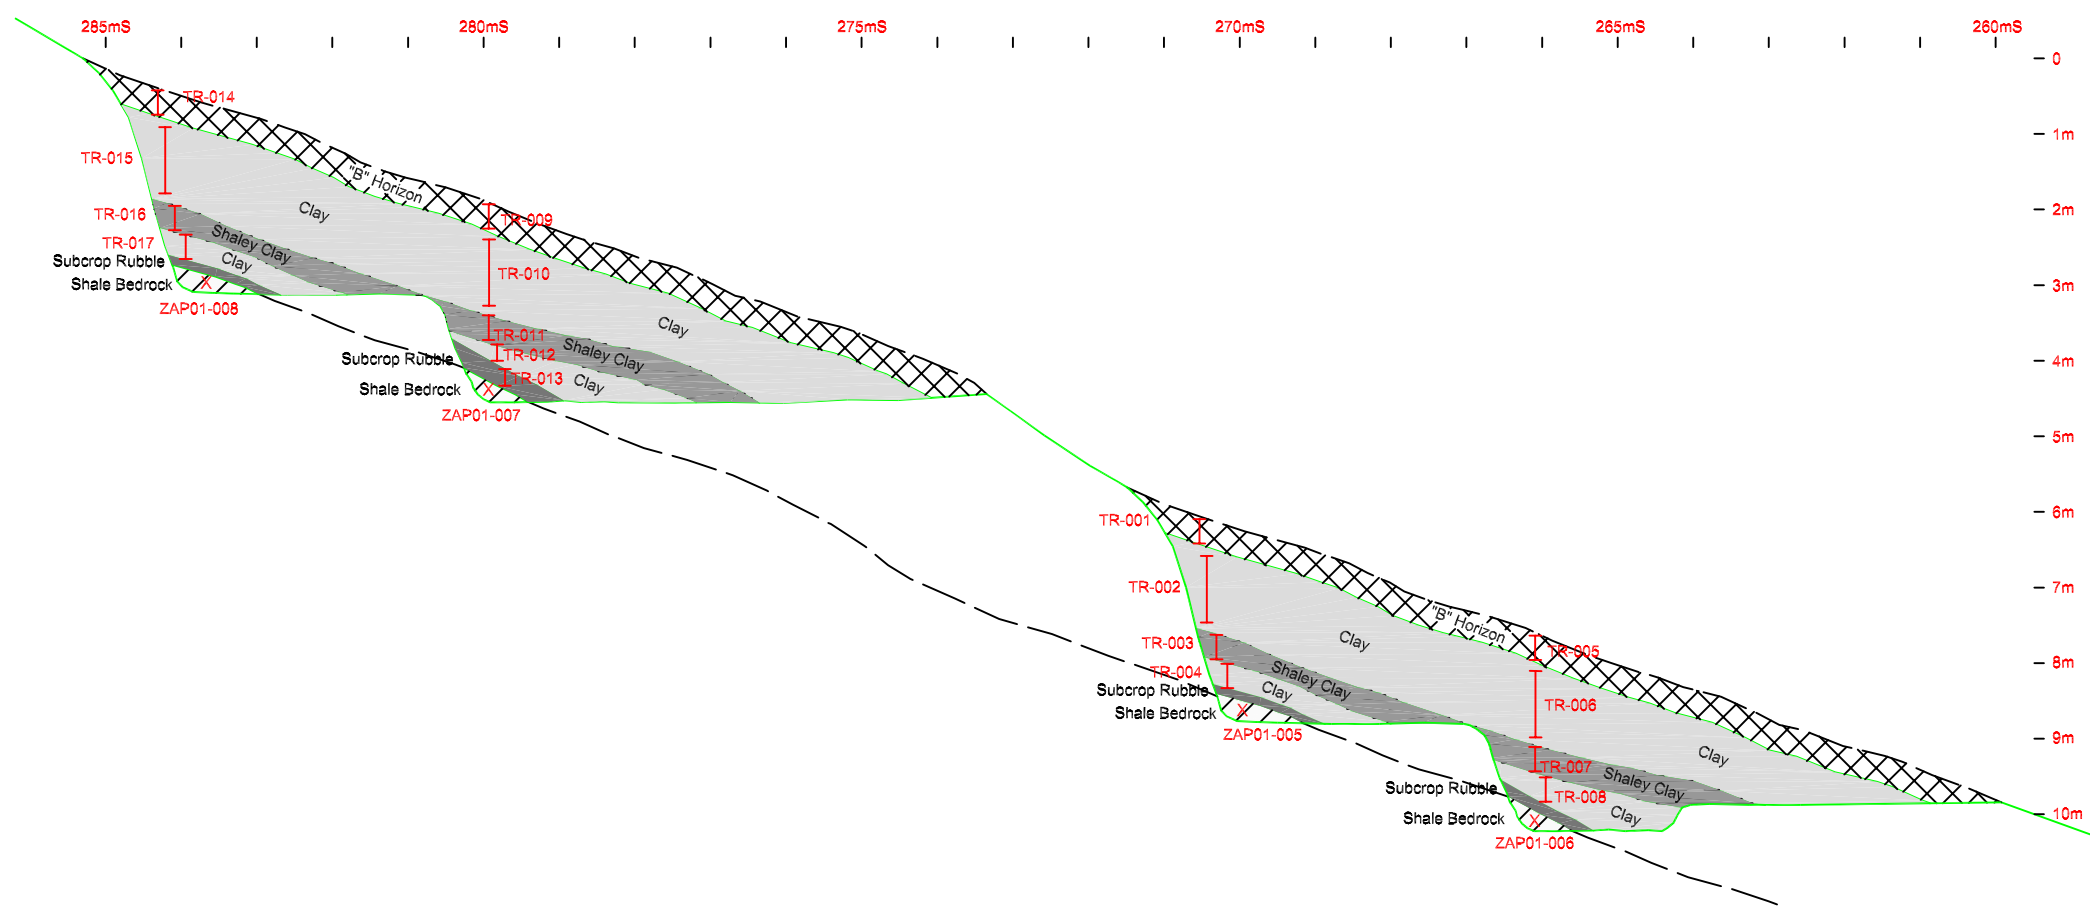 285mS
280mS
275mS
270mS
265mS
260mS
0
1m
2m
3m
4m
5m
6m
7m
8m
9m
10m
TR-014
TR-015
"B" Horizon
Clay
TR-016
Shaley Clay
TR-017
Clay
Subcrop Rubble
Shale Bedrock
ZAP01-008
TR-009
TR-010
Clay
TR-011
Shaley Clay
TR-012
Subcrop Rubble
TR-013
Clay
Shale Bedrock
ZAP01-007
TR-001
TR-002
"B" Horizon
Clay
TR-003
Shaley Clay
TR-004
Clay
Subcrop Rubble
Shale Bedrock
ZAP01-005
TR-005
TR-006
Clay
TR-007
Shaley Clay
Subcrop Rubble
TR-008
Clay
Shale Bedrock
ZAP01-006